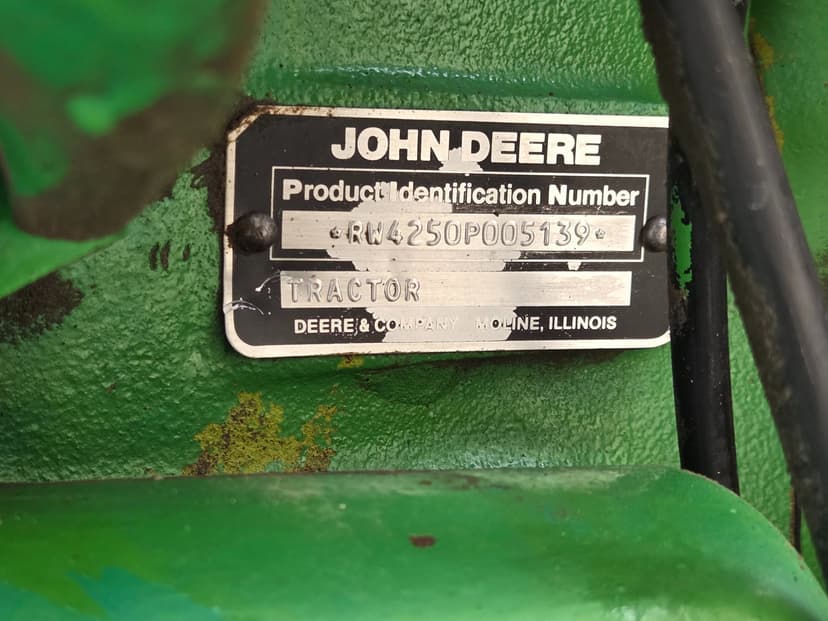 JOHN DEERE
Product Identification Number
*RW4250P005139*
TRACTOR
DEERE & COMPANY MOLINE, ILLINOIS